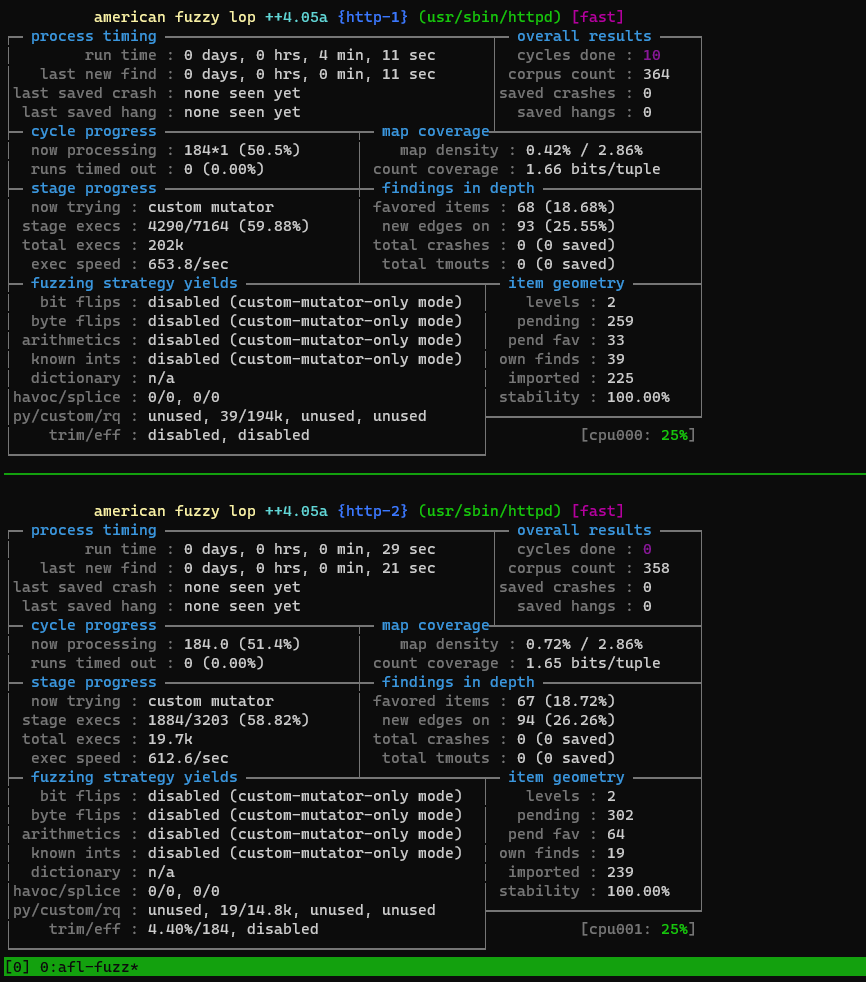 american fuzzy lop ++4.05a {http-1} (usr/sbin/httpd) [fast]
process timing overall results
run time : 0 days, 0 hrs, 4 min, 11 sec cycles done : 10
last new find : 0 days, 0 hrs, 0 min, 11 sec corpus count : 364
last saved crash : none seen yet saved crashes : 0
last saved hang : none seen yet saved hangs : 0
cycle progress map coverage
now processing : 184*1 (50.5%) map density : 0.42% / 2.86%
runs timed out : 0 (0.00%) count coverage : 1.66 bits/tuple
stage progress findings in depth
now trying : custom mutator favored items : 68 (18.68%)
stage execs : 4290/7164 (59.88%) new edges on : 93 (25.55%)
total execs : 202k total crashes : 0 (0 saved)
exec speed : 653.8/sec total tmouts : 0 (0 saved)
fuzzing strategy yields item geometry
bit flips : disabled (custom-mutator-only mode) levels : 2
byte flips : disabled (custom-mutator-only mode) pending : 259
arithmetics : disabled (custom-mutator-only mode) pend fav : 33
known ints : disabled (custom-mutator-only mode) own finds : 39
dictionary : n/a imported : 225
havoc/splice : 0/0, 0/0 stability : 100.00%
py/custom/rq : unused, 39/194k, unused, unused
trim/eff : disabled, disabled [cpu000: 25%]
american fuzzy lop ++4.05a {http-2} (usr/sbin/httpd) [fast]
process timing overall results
run time : 0 days, 0 hrs, 0 min, 29 sec cycles done : 0
last new find : 0 days, 0 hrs, 0 min, 21 sec corpus count : 358
last saved crash : none seen yet saved crashes : 0
last saved hang : none seen yet saved hangs : 0
cycle progress map coverage
now processing : 184.0 (51.4%) map density : 0.72% / 2.86%
runs timed out : 0 (0.00%) count coverage : 1.65 bits/tuple
stage progress findings in depth
now trying : custom mutator favored items : 67 (18.72%)
stage execs : 1884/3203 (58.82%) new edges on : 94 (26.26%)
total execs : 19.7k total crashes : 0 (0 saved)
exec speed : 612.6/sec total tmouts : 0 (0 saved)
fuzzing strategy yields item geometry
bit flips : disabled (custom-mutator-only mode) levels : 2
byte flips : disabled (custom-mutator-only mode) pending : 302
arithmetics : disabled (custom-mutator-only mode) pend fav : 64
known ints : disabled (custom-mutator-only mode) own finds : 19
dictionary : n/a imported : 239
havoc/splice : 0/0, 0/0 stability : 100.00%
py/custom/rq : unused, 19/14.8k, unused, unused
trim/eff : 4.40%/184, disabled [cpu001: 25%]
[0] 0:afl-fuzz*